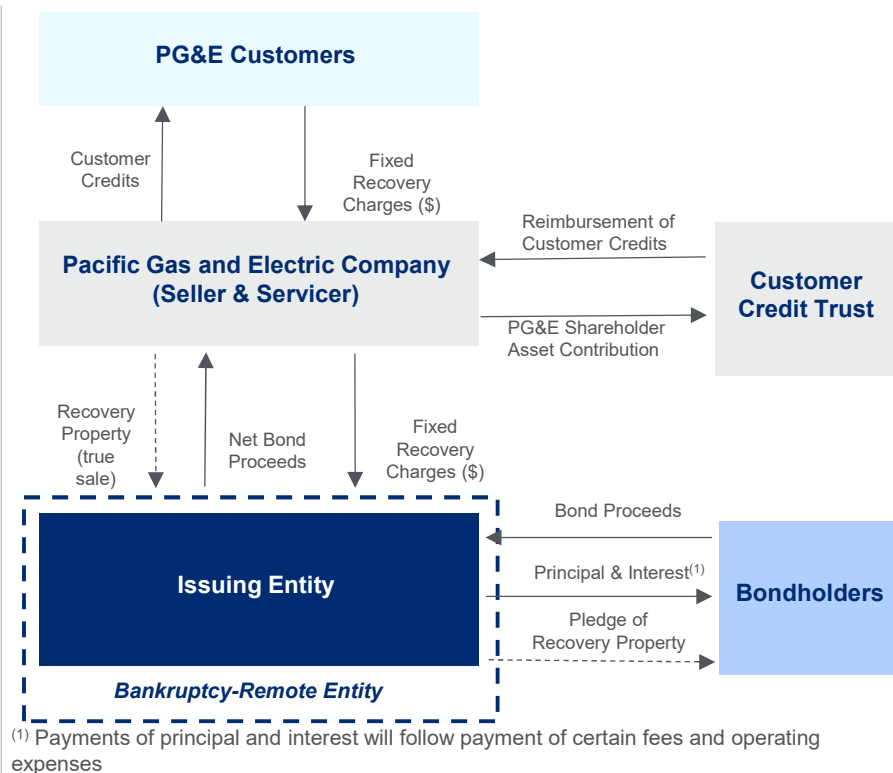 PG&E Customers
Customer
Credits
Fixed
Recovery
Charges ($)
Pacific Gas and Electric Company
(Seller & Servicer)
Reimbursement of
Customer Credits
PG&E Shareholder
Asset Contribution
Customer
Credit Trust
Recovery
Property
(true
sale)
Net Bond
Proceeds
Fixed
Recovery
Charges ($)
Issuing Entity
Bankruptcy-Remote Entity
Bond Proceeds
Principal & Interest(1)
Pledge of
Recovery Property
Bondholders
(1) Payments of principal and interest will follow payment of certain fees and operating
expenses